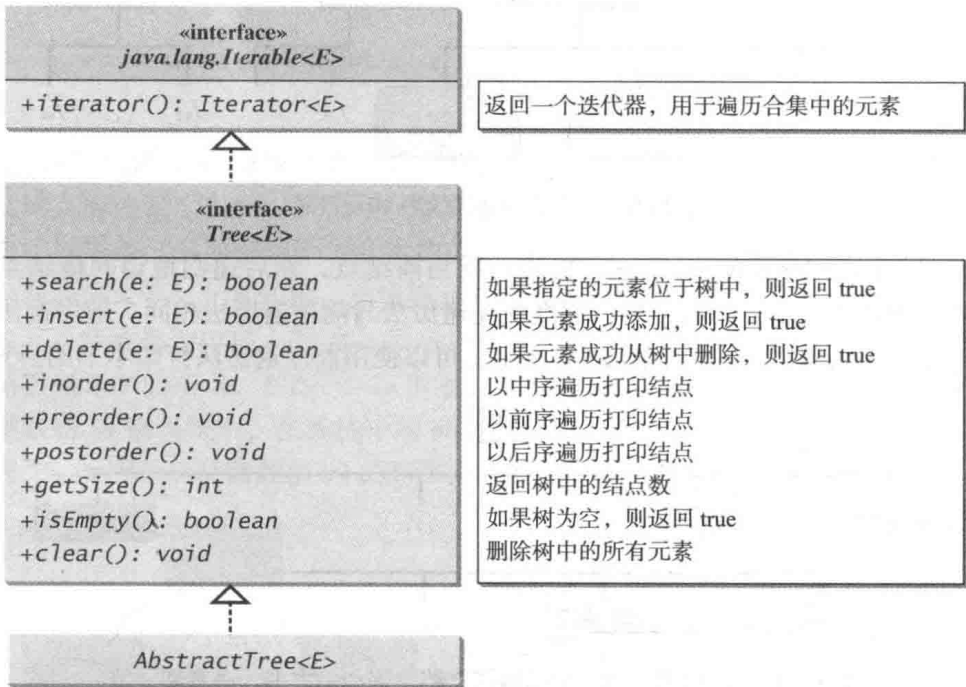 «interface»
java.lang.Iterable<E>
+iterator(): Iterator<E>
返回一个迭代器，用于遍历合集中的元素
«interface»
Tree<E>
+search(e: E): boolean
如果指定的元素位于树中，则返回 true
+insert(e: E): boolean
如果元素成功添加，则返回 true
+delete(e: E): boolean
如果元素成功从树中删除，则返回 true
+inorder(): void
以中序遍历打印结点
+preorder(): void
以前序遍历打印结点
+postorder(): void
以后序遍历打印结点
+getSize(): int
返回树中的结点数
+isEmpty(): boolean
如果树为空，则返回 true
+clear(): void
删除树中的所有元素
AbstractTree<E>